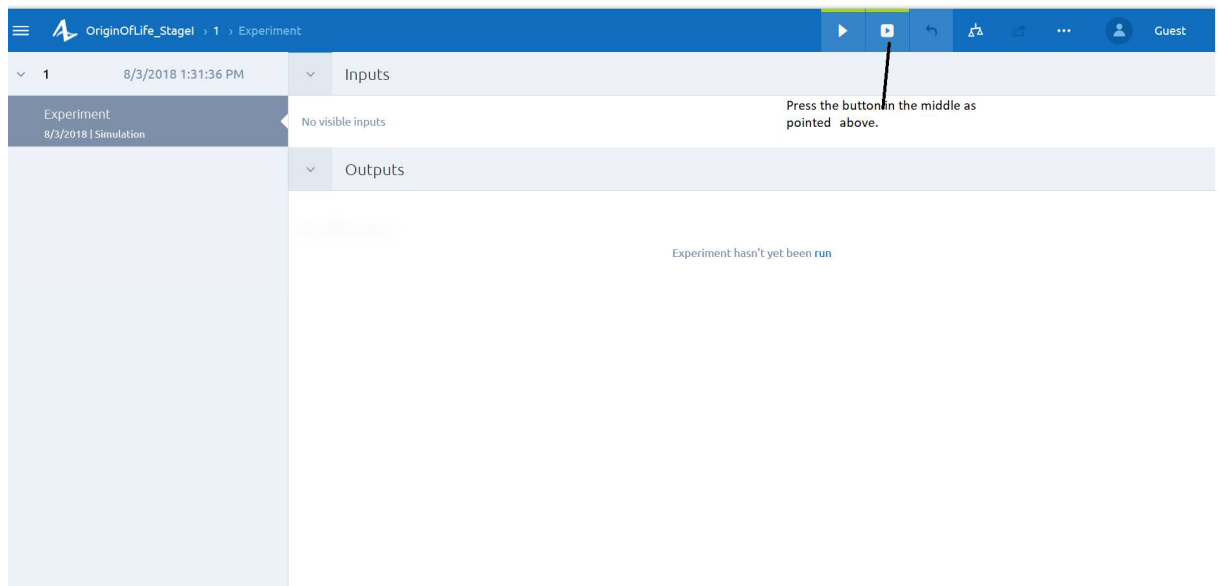 OriginOfLife_StageI › 1 › Experiment
Guest
1 8/3/2018 1:31:36 PM
Inputs
Experiment
8/3/2018 | Simulation
No visible inputs
Press the button in the middle as
pointed above.
Outputs
Experiment hasn't yet been run